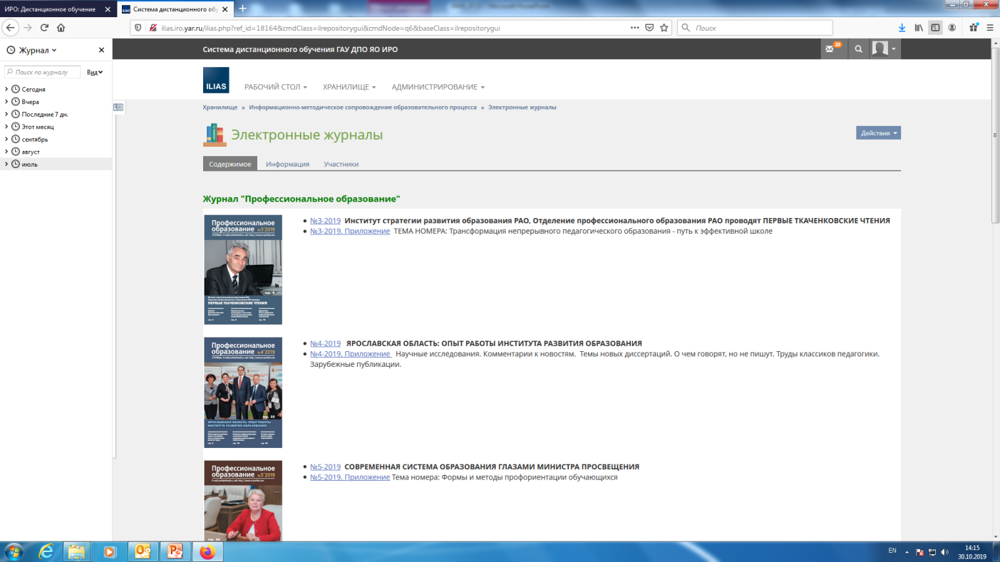 ИРО: Дистанционное обучение
Система дистанционного обу
ilias.iro.yar.ru/ilias.php?ref_id=18164&cmdClass=ilrepositorygui&cmdNode=q6&baseClass=ilrepositorygui
Поиск
Журнал
Поиск по журналу
Вид
Сегодня
Вчера
Последние 7 дн.
Этот месяц
сентябрь
август
июль
Система дистанционного обучения ГАУ ДПО ЯО ИРО
20
ILIAS
РАБОЧИЙ СТОЛ
ХРАНИЛИЩЕ
АДМИНИСТРИРОВАНИЕ
Хранилище » Информационно-методическое сопровождение образовательного процесса » Электронные журналы
Электронные журналы
Действия
Содержимое Информация Участники
Журнал "Профессиональное образование"
Профессиональное
образование №3'2019
стр. 6
ПЕРВЫЕ ТКАЧЕНКОВСКИЕ ЧТЕНИЯ
№3-2019 Институт стратегии развития образования РАО, Отделение профессионального образования РАО проводят ПЕРВЫЕ ТКАЧЕНКОВСКИЕ ЧТЕНИЯ
№3-2019. Приложение ТЕМА НОМЕРА: Трансформация непрерывного педагогического образования - путь к эффективной школе
Профессиональное
образование №4'2019
стр. 23
ЯРОСЛАВСКАЯ ОБЛАСТЬ: ОПЫТ РАБОТЫ
ИНСТИТУТА РАЗВИТИЯ ОБРАЗОВАНИЯ
№4-2019 ЯРОСЛАВСКАЯ ОБЛАСТЬ: ОПЫТ РАБОТЫ ИНСТИТУТА РАЗВИТИЯ ОБРАЗОВАНИЯ
№4-2019. Приложение Научные исследования. Комментарии к новостям. Темы новых диссертаций. О чем говорят, но не пишут. Труды классиков педагогики.
Зарубежные публикации.
Профессиональное
образование №5'2019
№5-2019 СОВРЕМЕННАЯ СИСТЕМА ОБРАЗОВАНИЯ ГЛАЗАМИ МИНИСТРА ПРОСВЕЩЕНИЯ
№5-2019. Приложение Тема номера: Формы и методы профориентации обучающихся
EN
14:15
30.10.2019